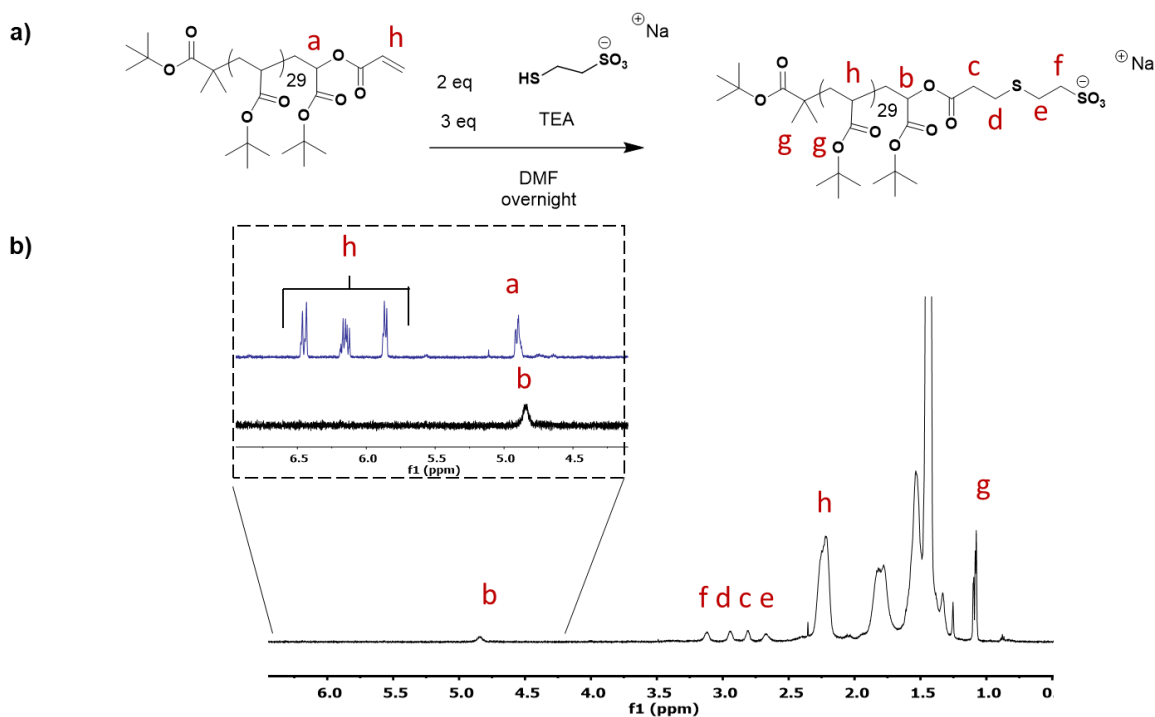 a)
a
h
O
O
O
29
O
O
O
O
2 eq
HS
SO3
⊖
⊕
Na
3 eq
TEA
DMF
overnight
h
b
c
f
O
O
O
S
SO3
⊖
⊕
Na
29
O
d
e
g
g
O
O
O
O
b)
h
a
b
6.5
6.0
5.5
5.0
4.5
f1 (ppm)
b
f d c e
h
g
6.0
5.5
5.0
4.5
4.0
3.5
3.0
2.5
2.0
1.5
1.0
0.
f1 (ppm)